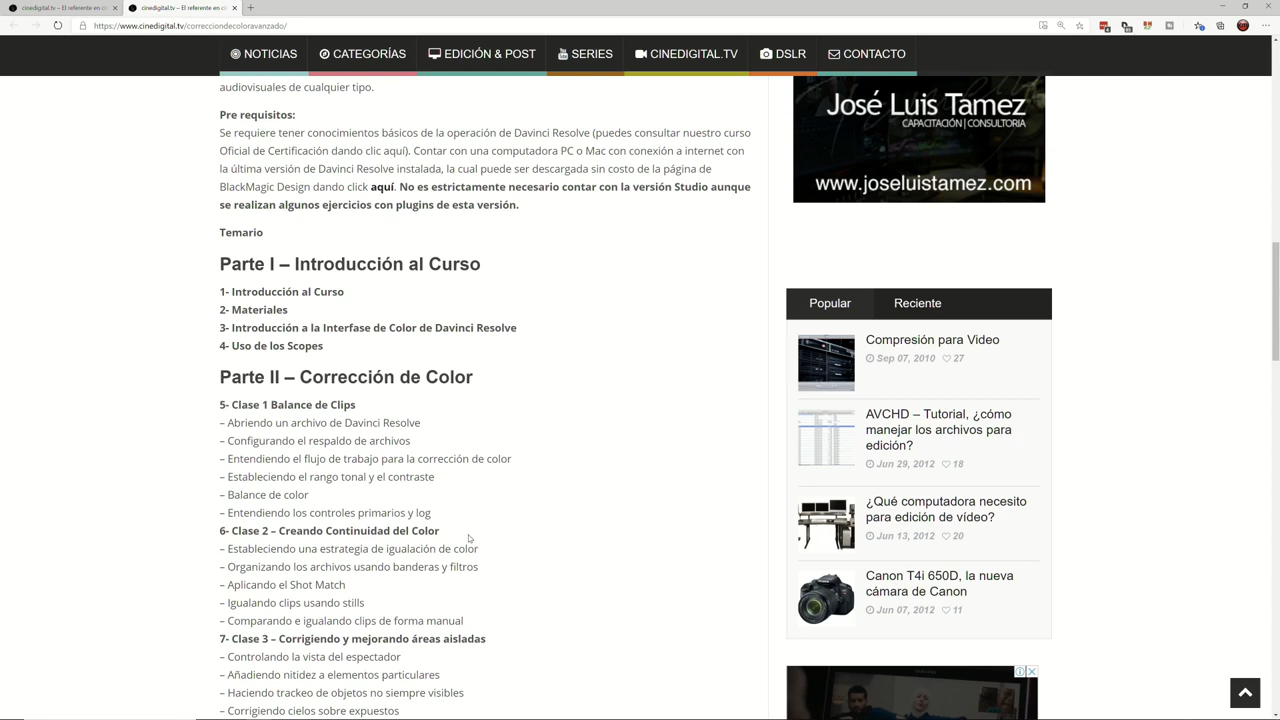 cinedigital.tv – El referente en ci
cinedigital.tv – El referente en ci
https://www.cinedigital.tv/correcciondecoloravanzado/
NOTICIAS
CATEGORÍAS
EDICIÓN & POST
SERIES
CINEDIGITAL.TV
DSLR
CONTACTO
audiovisuales de cualquier tipo.
Pre requisitos:
Se requiere tener conocimientos básicos de la operación de Davinci Resolve (puedes consultar nuestro curso
Oficial de Certificación dando clic aquí). Contar con una computadora PC o Mac con conexión a internet con
la última versión de Davinci Resolve instalada, la cual puede ser descargada sin costo de la página de
BlackMagic Design dando click aquí. No es estrictamente necesario contar con la versión Studio aunque
se realizan algunos ejercicios con plugins de esta versión.
Temario
Parte I – Introducción al Curso
1- Introducción al Curso
2- Materiales
3- Introducción a la Interfase de Color de Davinci Resolve
4- Uso de los Scopes
Parte II – Corrección de Color
5- Clase 1 Balance de Clips
– Abriendo un archivo de Davinci Resolve
– Configurando el respaldo de archivos
– Entendiendo el flujo de trabajo para la corrección de color
– Estableciendo el rango tonal y el contraste
– Balance de color
– Entendiendo los controles primarios y log
6- Clase 2 – Creando Continuidad del Color
– Estableciendo una estrategia de igualación de color
– Organizando los archivos usando banderas y filtros
– Aplicando el Shot Match
– Igualando clips usando stills
– Comparando e igualando clips de forma manual
7- Clase 3 – Corrigiendo y mejorando áreas aisladas
– Controlando la vista del espectador
– Añadiendo nitidez a elementos particulares
– Haciendo trackeo de objetos no siempre visibles
– Corrigiendo cielos sobre expuestos
José Luis Tamez
CAPACITACIÓN | CONSULTORIA
www.joseluistamez.com
Popular
Reciente
Compresión para Video
Sep 07, 2010 27
AVCHD – Tutorial, ¿cómo
manejar los archivos para
edición?
Jun 29, 2012 18
¿Qué computadora necesito
para edición de vídeo?
Jun 13, 2012 20
Canon T4i 650D, la nueva
cámara de Canon
Jun 07, 2012 11